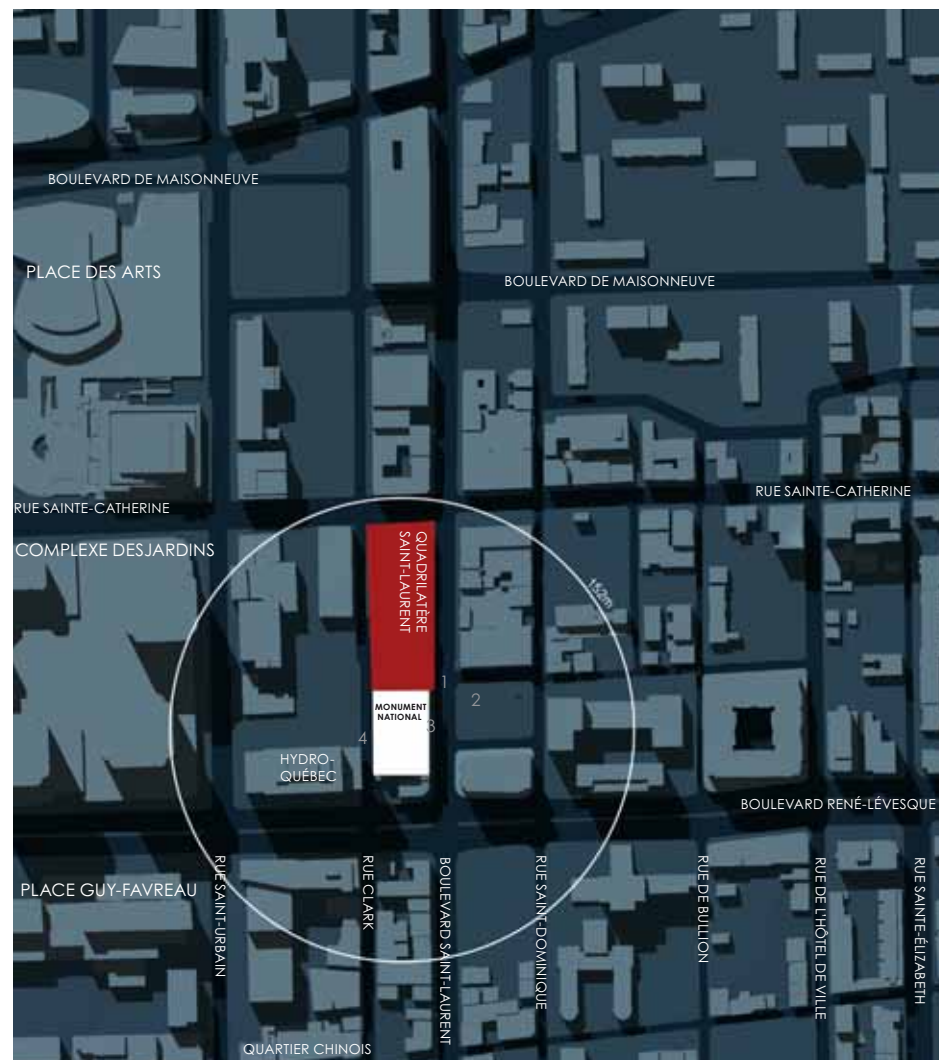 BOULEVARD DE MAISONNEUVE
PLACE DES ARTS
BOULEVARD DE MAISONNEUVE
RUE SAINTE-CATHERINE
RUE SAINTE-CATHERINE
COMPLEXE DESJARDINS
QUADRILATÈRE
SAINT-LAURENT
152m
1
2
MONUMENT
NATIONAL
3
4
HYDRO-
QUÉBEC
BOULEVARD RENÉ-LÉVESQUE
PLACE GUY-FAVREAU
RUE SAINT-URBAIN
RUE CLARK
BOULEVARD SAINT-LAURENT
RUE SAINT-DOMINIQUE
RUE DE BULLION
RUE DE L'HÔTEL DE VILLE
RUE SAINTE-ÉLIZABETH
QUARTIER CHINOIS